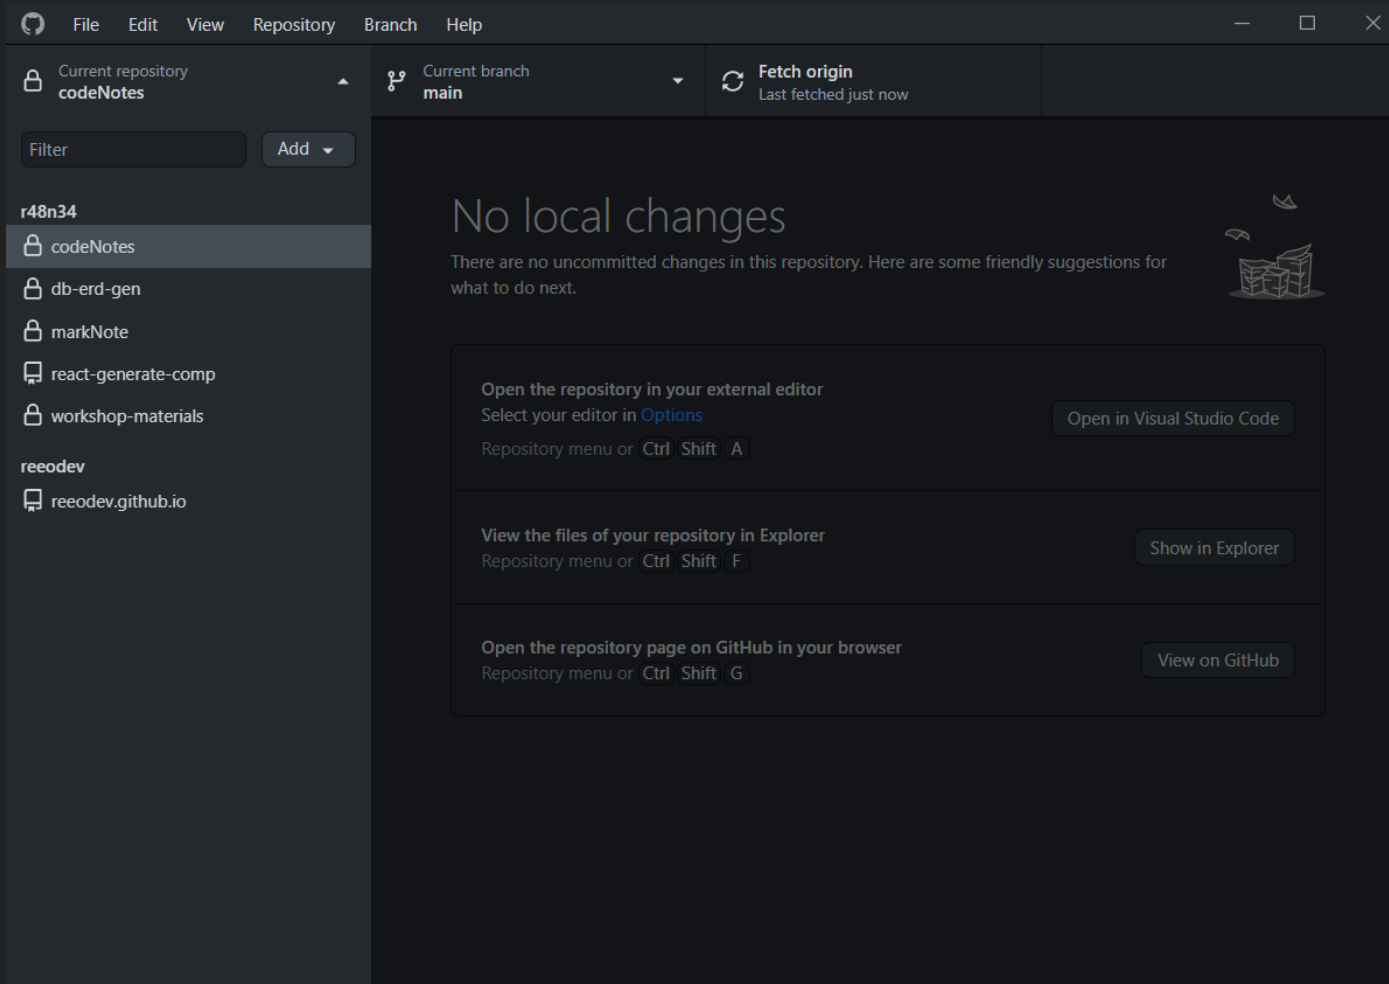 File Edit View Repository Branch Help
Current repository
codeNotes
Current branch
main
Fetch origin
Last fetched just now
Filter
Add
r48n34
codeNotes
db-erd-gen
markNote
react-generate-comp
workshop-materials
reeodev
reeodev.github.io
No local changes
There are no uncommitted changes in this repository. Here are some friendly suggestions for
what to do next.
Open the repository in your external editor
Select your editor in Options
Repository menu or Ctrl Shift A
Open in Visual Studio Code
View the files of your repository in Explorer
Repository menu or Ctrl Shift F
Show in Explorer
Open the repository page on GitHub in your browser
Repository menu or Ctrl Shift G
View on GitHub